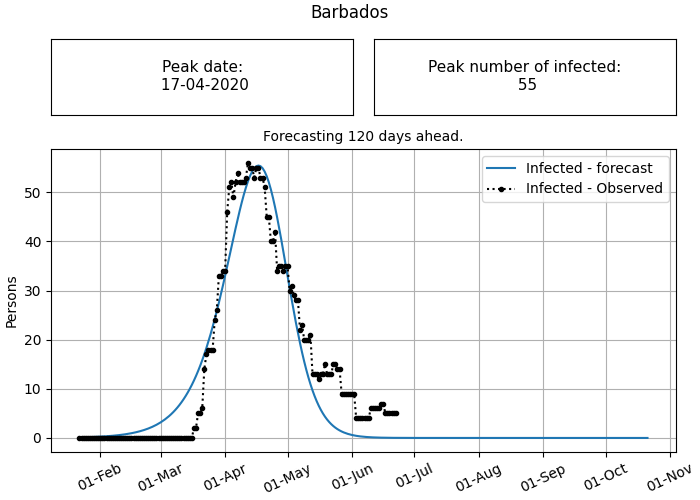 Barbados
Peak date:
17-04-2020
Peak number of infected:
55
Forecasting 120 days ahead.
Infected - forecast
Infected - Observed
Persons
50
40
30
20
10
0
01-Feb
01-Mar
01-Apr
01-May
01-Jun
01-Jul
01-Aug
01-Sep
01-Oct
01-Nov